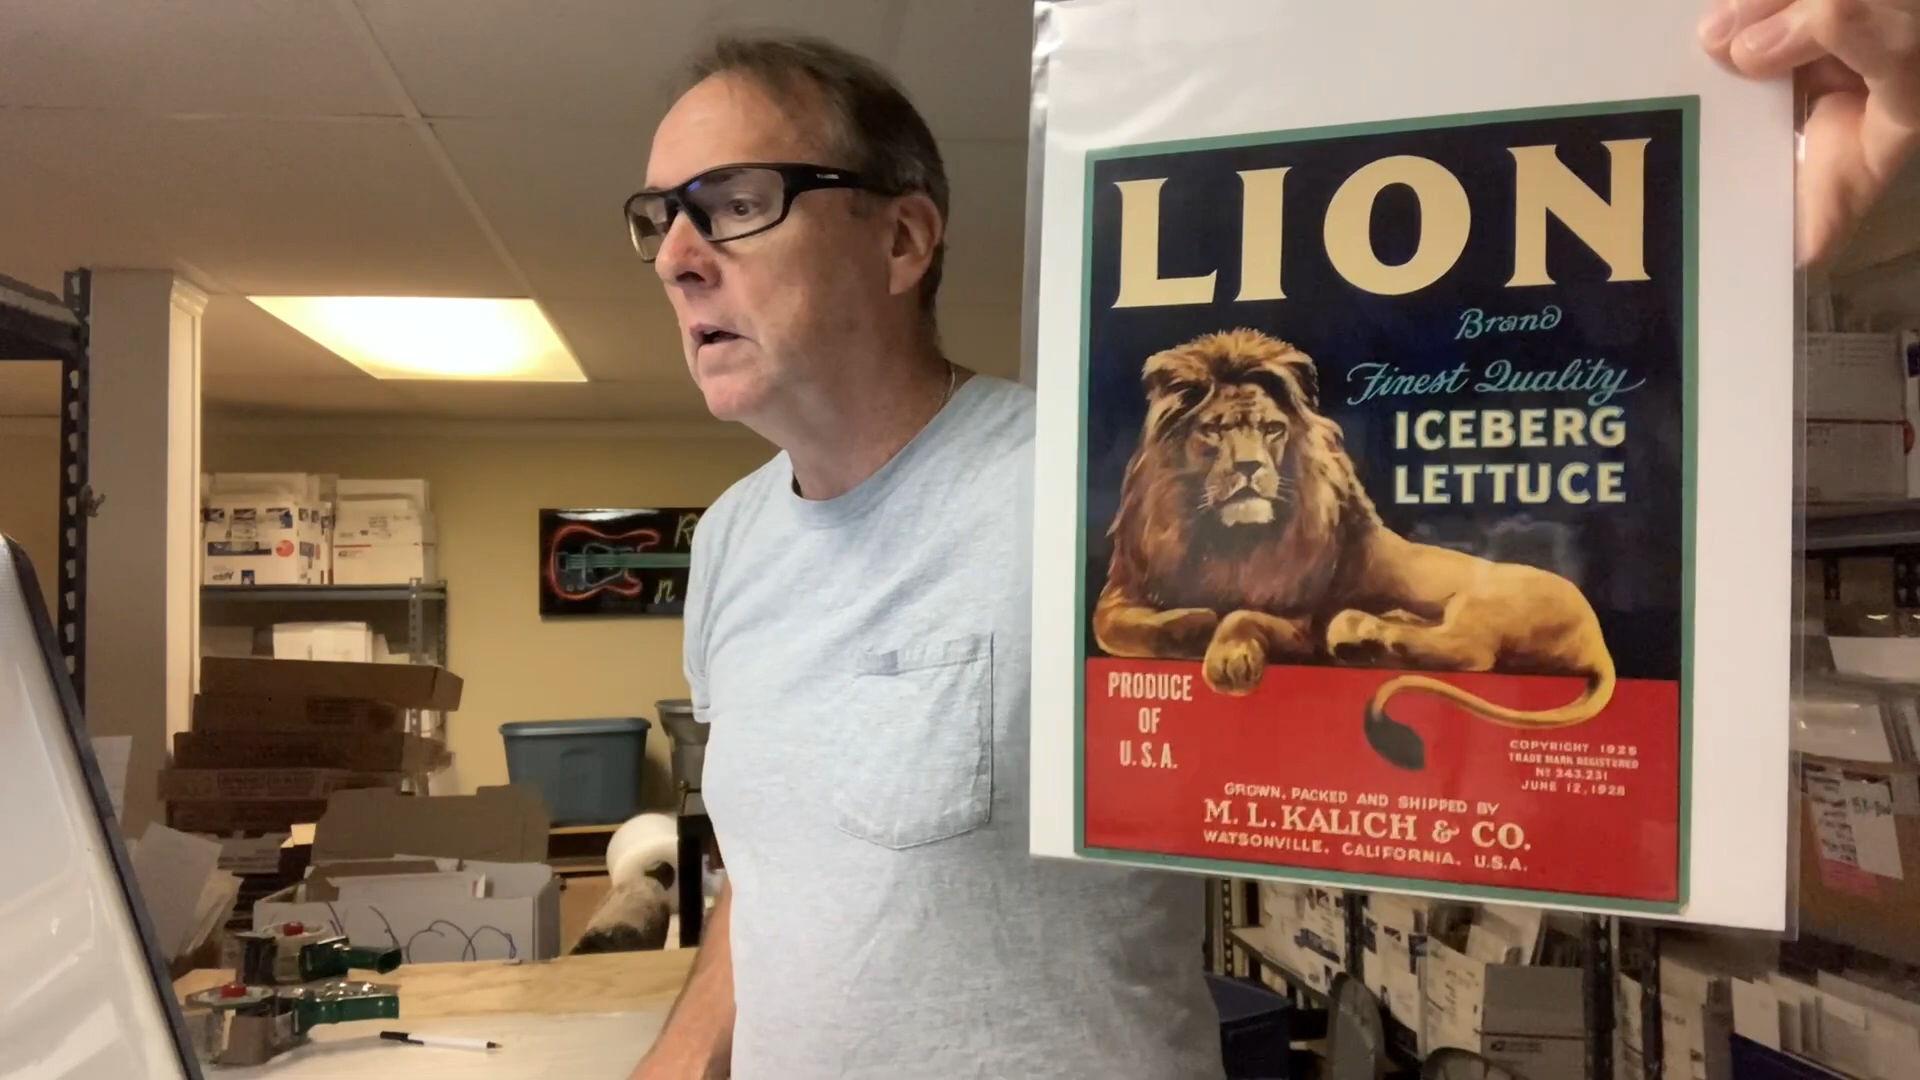 LION
Brand
Finest Quality
ICEBERG
LETTUCE
PRODUCE
OF
U.S.A.
COPYRIGHT 1925
TRADE MARK REGISTERED
Nº 243,231
JUNE 12, 1928
GROWN, PACKED AND SHIPPED BY
M. L. KALICH & CO.
WATSONVILLE, CALIFORNIA, U.S.A.